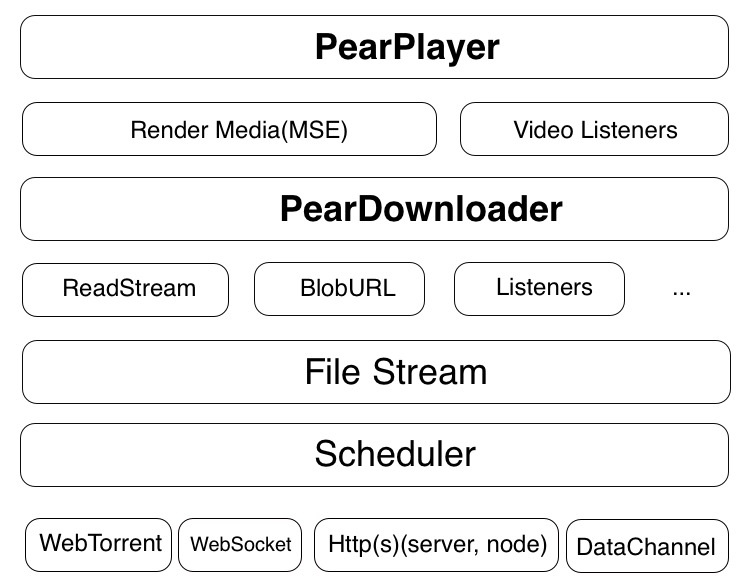 PearPlayer
Render Media(MSE)
Video Listeners
PearDownloader
ReadStream
BlobURL
Listeners
...
File Stream
Scheduler
WebTorrent
WebSocket
Http(s)(server, node)
DataChannel